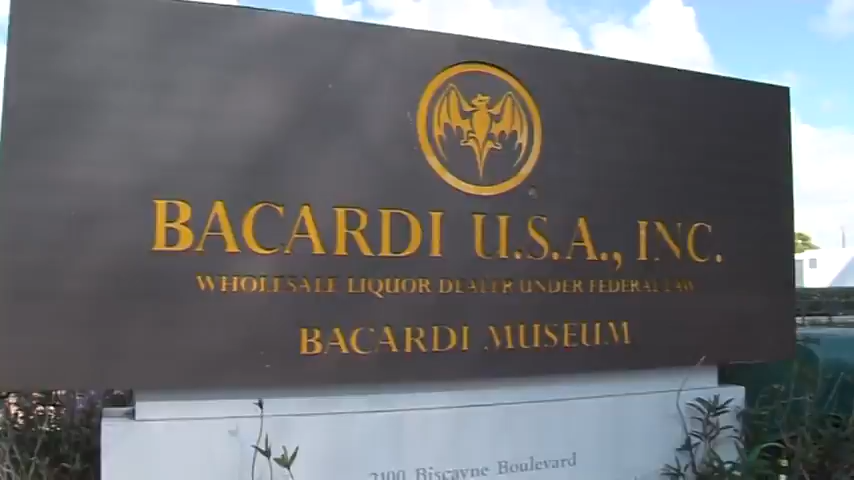 BACARDI U.S.A., INC.
WHOLESALE LIQUOR DEALER UNDER FEDERAL LAW
BACARDI MUSEUM
2100 Biscayne Boulevard